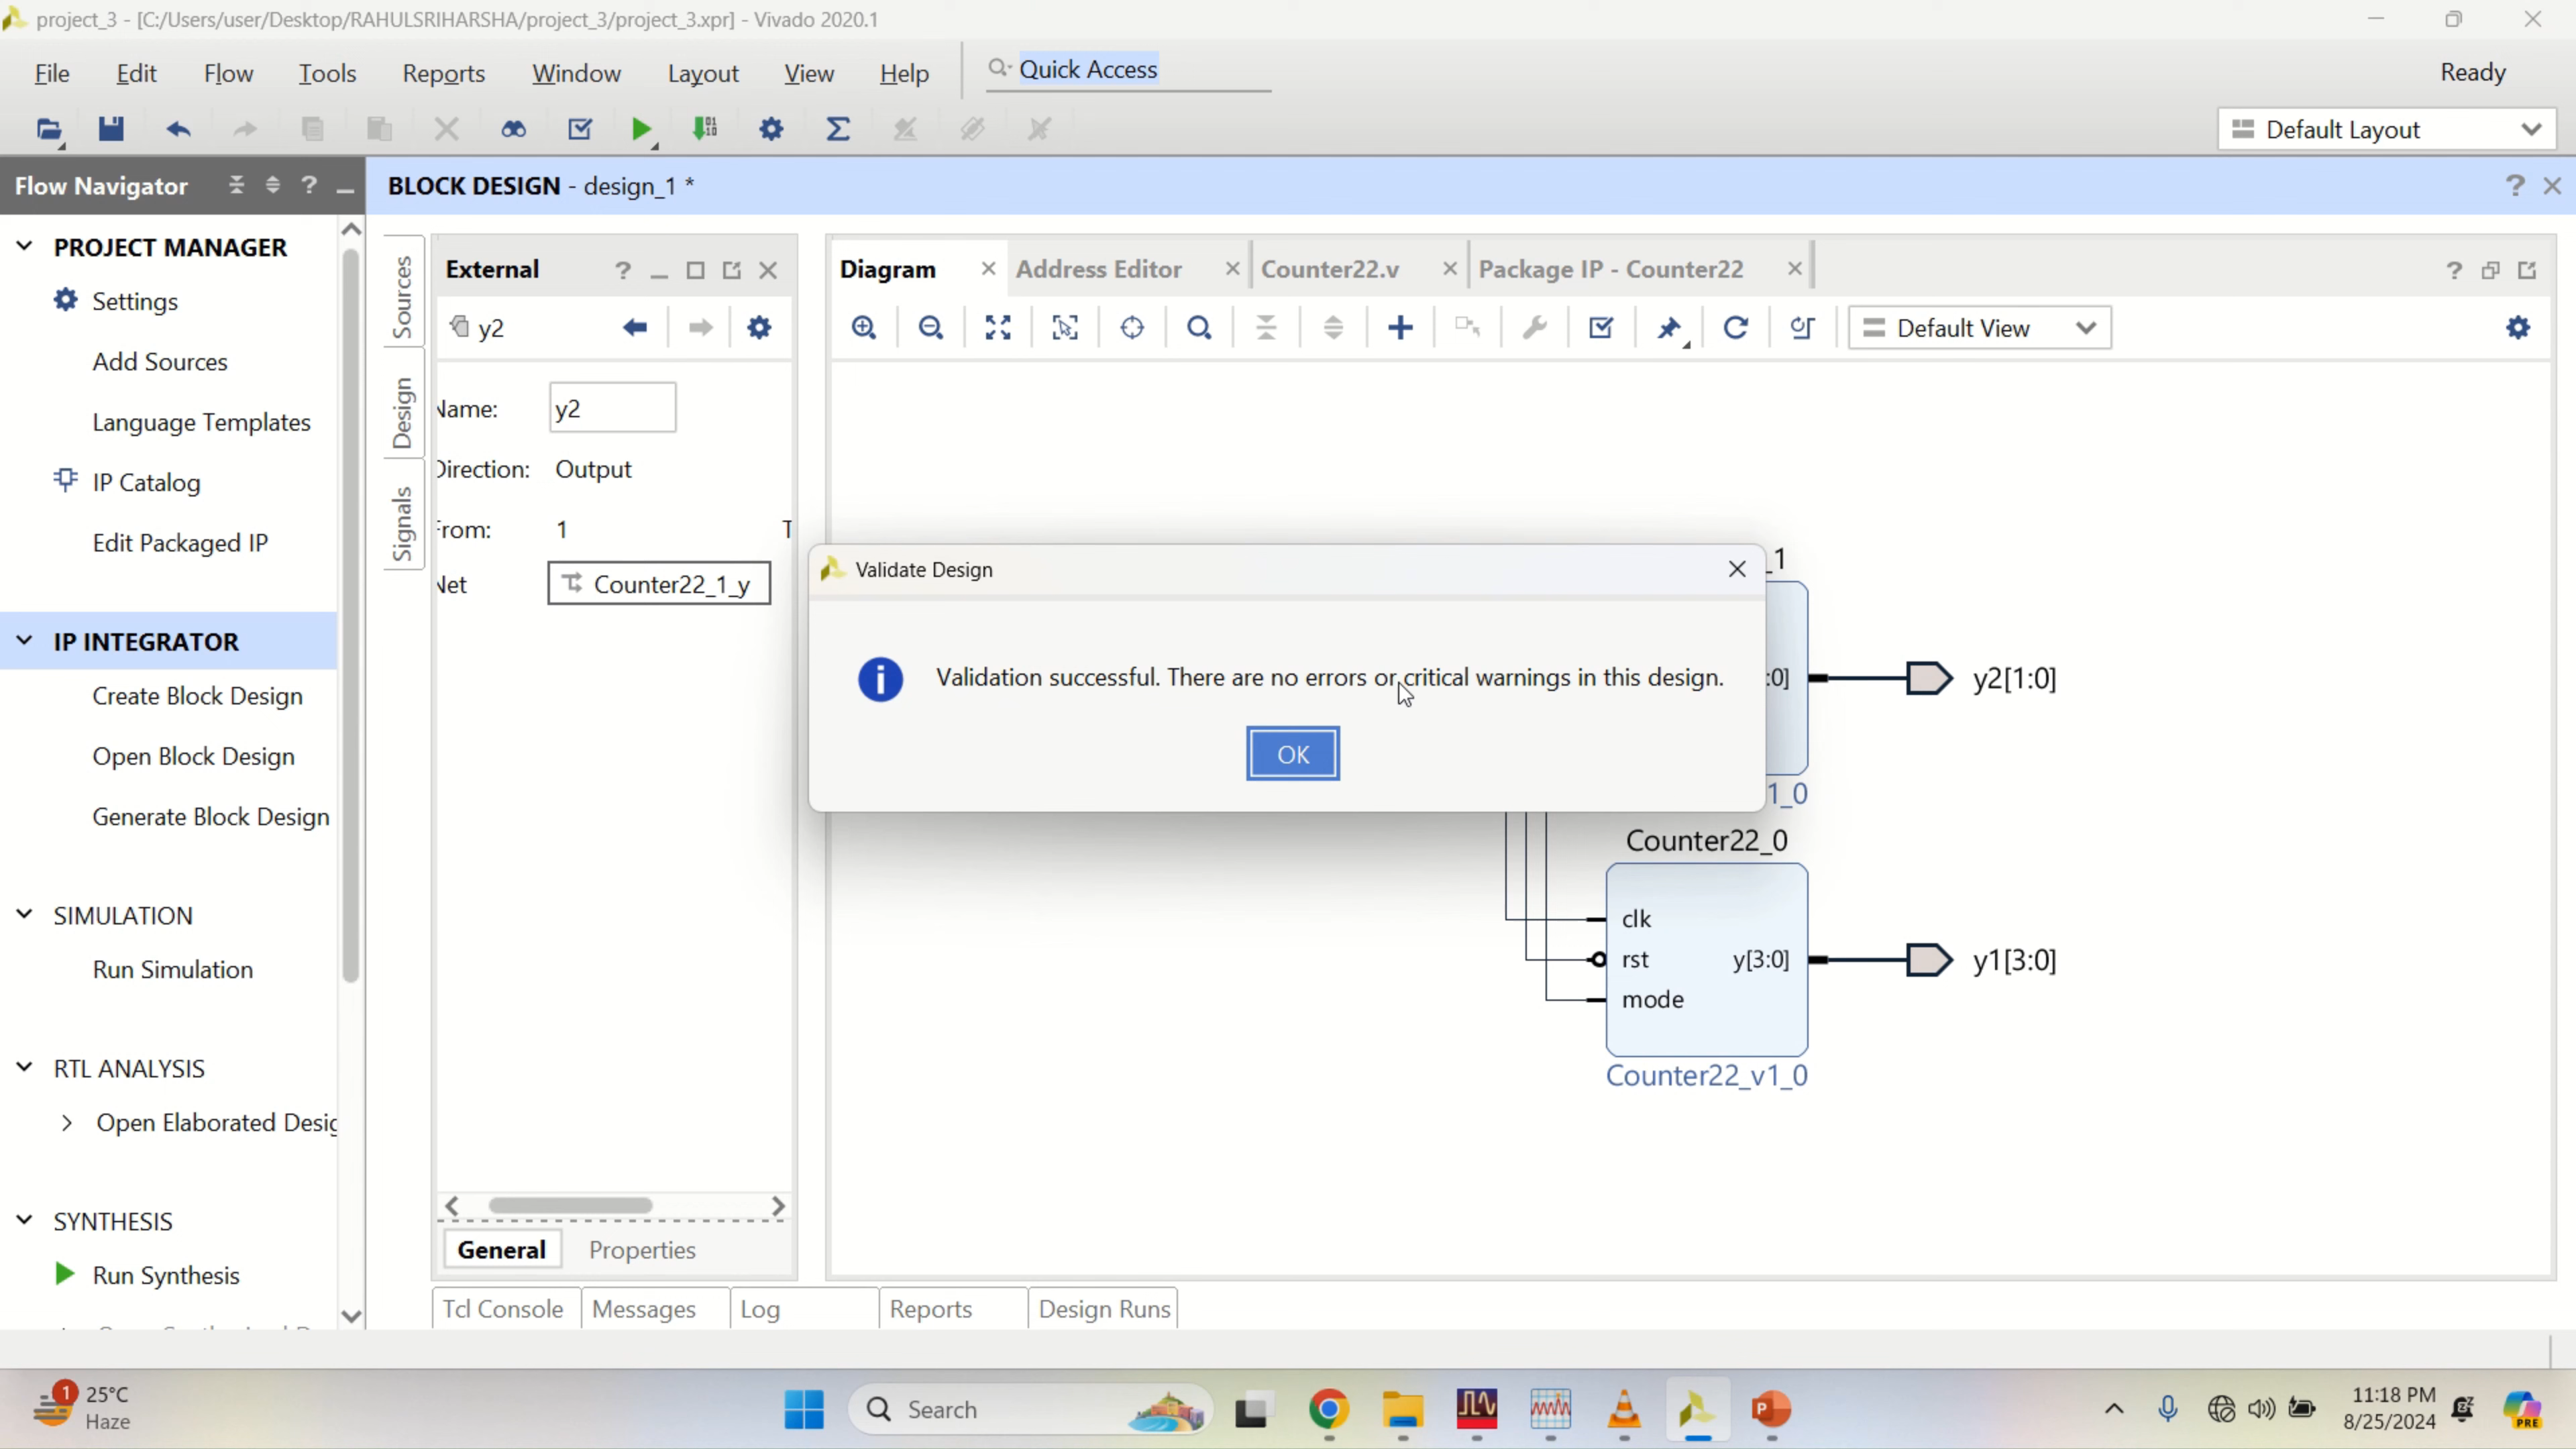 project_3 - [C:/Users/user/Desktop/RAHULSRIHARSHA/project_3/project_3.xpr] - Vivado 2020.1
File Edit Flow Tools Reports Window Layout View Help Quick Access Ready
Default Layout
Flow Navigator ? BLOCK DESIGN - design_1 * ?
PROJECT MANAGER
Settings
Add Sources
Language Templates
IP Catalog
Edit Packaged IP
IP INTEGRATOR
Create Block Design
Open Block Design
Generate Block Design
SIMULATION
Run Simulation
RTL ANALYSIS
Open Elaborated Desig
SYNTHESIS
Run Synthesis
Sources
Design
Signals
External ?
y2
Name: y2
Direction: Output
From: 1 T
Net Counter22_1_y
General Properties
Diagram Address Editor Counter22.v Package IP - Counter22 ?
Default View
Validate Design
Validation successful. There are no errors or critical warnings in this design.
OK
_1
:0] y2[1:0]
1_0
Counter22_0
clk
rst y[3:0] y1[3:0]
mode
Counter22_v1_0
Tcl Console Messages Log Reports Design Runs
1 25°C
Haze
Search
11:18 PM
8/25/2024
PRE